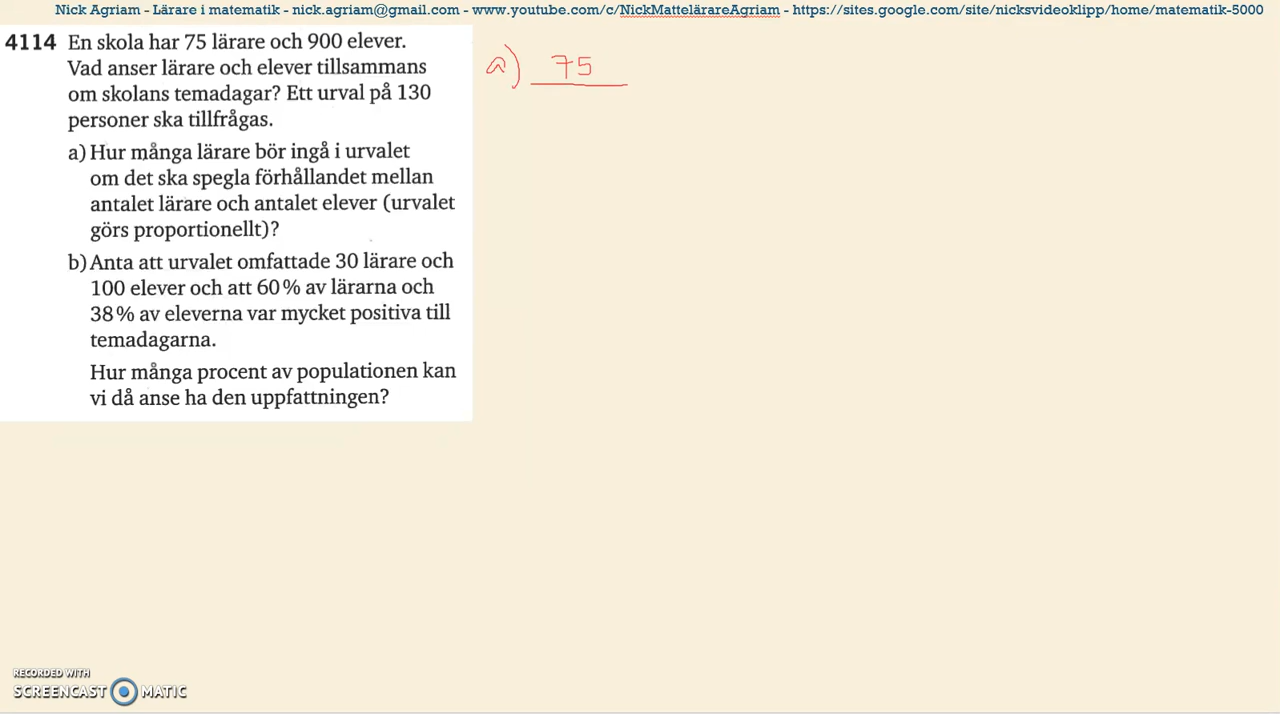 Nick Agriam - Lärare i matematik - nick.agriam@gmail.com - www.youtube.com/c/NickMattelärareAgriam - https://sites.google.com/site/nicksvideoklipp/home/matematik-5000
4114 En skola har 75 lärare och 900 elever.
Vad anser lärare och elever tillsammans
om skolans temadagar? Ett urval på 130
personer ska tillfrågas.
a) Hur många lärare bör ingå i urvalet
om det ska spegla förhållandet mellan
antalet lärare och antalet elever (urvalet
görs proportionellt)?
b) Anta att urvalet omfattade 30 lärare och
100 elever och att 60 % av lärarna och
38 % av eleverna var mycket positiva till
temadagarna.
Hur många procent av populationen kan
vi då anse ha den uppfattningen?
a) 75
RECORDED WITH
SCREENCAST MATIC